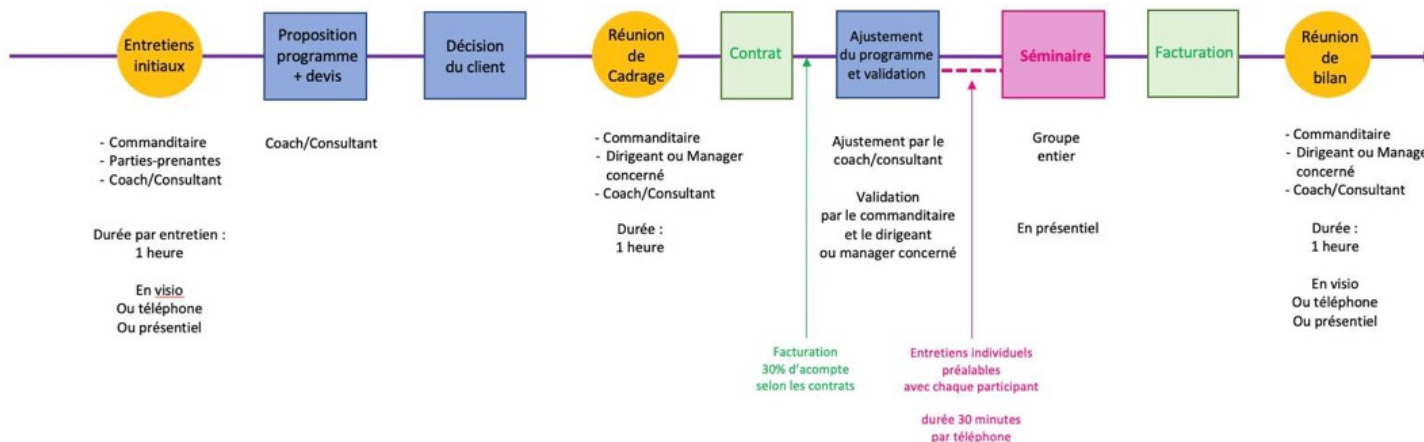 Entretiens
initiaux
Proposition
programme
+ devis
Décision
du client
Réunion
de
Cadrage
Contrat
Ajustement
du programme
et validation
Séminaire
Facturation
Réunion
de
bilan
- Commanditaire
- Parties-prenantes
- Coach/Consultant
Durée par entretien :
1 heure
En visio
Ou téléphone
Ou présentiel
Coach/Consultant
- Commanditaire
- Dirigeant ou Manager
concerné
- Coach/Consultant
Durée :
1 heure
Ajustement par le
coach/consultant
Validation
par le commanditaire
et le dirigeant
ou manager concerné
Groupe
entier
En présentiel
- Commanditaire
- Dirigeant ou Manage
concerné
- Coach/Consultant
Durée :
1 heure
En visio
Ou téléphone
Ou présentiel
Facturation
30% d'acompte
selon les contrats
Entretiens individuels
préalables
avec chaque participant
durée 30 minutes
par téléphone